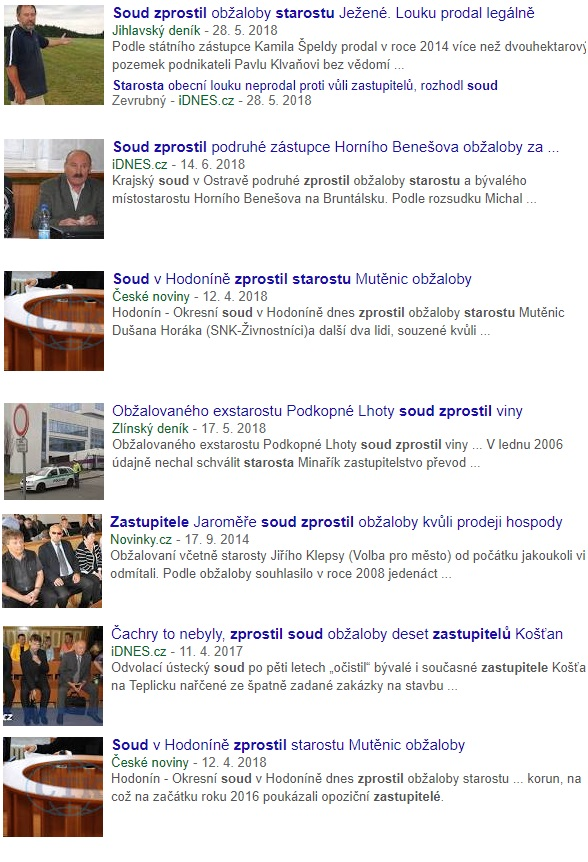 Soud zprostil obžaloby starostu Ježené. Louku prodal legálně
Jihlavský deník - 28. 5. 2018
Podle státního zástupce Kamila Špeldy prodal v roce 2014 více než dvouhektarový
pozemek podnikateli Pavlu Klvaňovi bez vědomí ...
Starosta obecní louku neprodal proti vůli zastupitelů, rozhodl soud
Zevrubný - iDNES.cz - 28. 5. 2018
Soud zprostil podruhé zástupce Horního Benešova obžaloby za ...
iDNES.cz - 14. 6. 2018
Krajský soud v Ostravě podruhé zprostil obžaloby starostu a bývalého
místostarostu Horního Benešova na Bruntálsku. Podle rozsudku Michal ...
Soud v Hodoníně zprostil starostu Mutěnic obžaloby
České noviny - 12. 4. 2018
Hodonín - Okresní soud v Hodoníně dnes zprostil obžaloby starostu Mutěnic
Dušana Horáka (SNK-Živnostníci)a další dva lidi, souzené kvůli ...
Obžalovaného exstarostu Podkopné Lhoty soud zprostil viny
Zlínský deník - 17. 5. 2018
Obžalovaného exstarostu Podkopné Lhoty soud zprostil viny ... V lednu 2006
údajně nechal schválit starosta Minařík zastupitelstvo převod ...
Zastupitele Jaroměře soud zprostil obžaloby kvůli prodeji hospody
Novinky.cz - 17. 9. 2014
Obžalovaní včetně starosty Jiřího Klepsy (Volba pro město) od počátku jakoukoli vi
odmítali. Podle obžaloby souhlasilo v roce 2008 jedenáct ...
Čachry to nebyly, zprostil soud obžaloby deset zastupitelů Košťan
iDNES.cz - 11. 4. 2017
Odvolací ústecký soud po pěti letech „očistil“ bývalé i současné zastupitele Košťa
na Teplicku nařčené ze špatně zadané zakázky na stavbu ...
cz
Soud v Hodoníně zprostil starostu Mutěnic obžaloby
České noviny - 12. 4. 2018
Hodonín - Okresní soud v Hodoníně dnes zprostil obžaloby starostu ... korun, na
což na začátku roku 2016 poukázali opoziční zastupitelé.